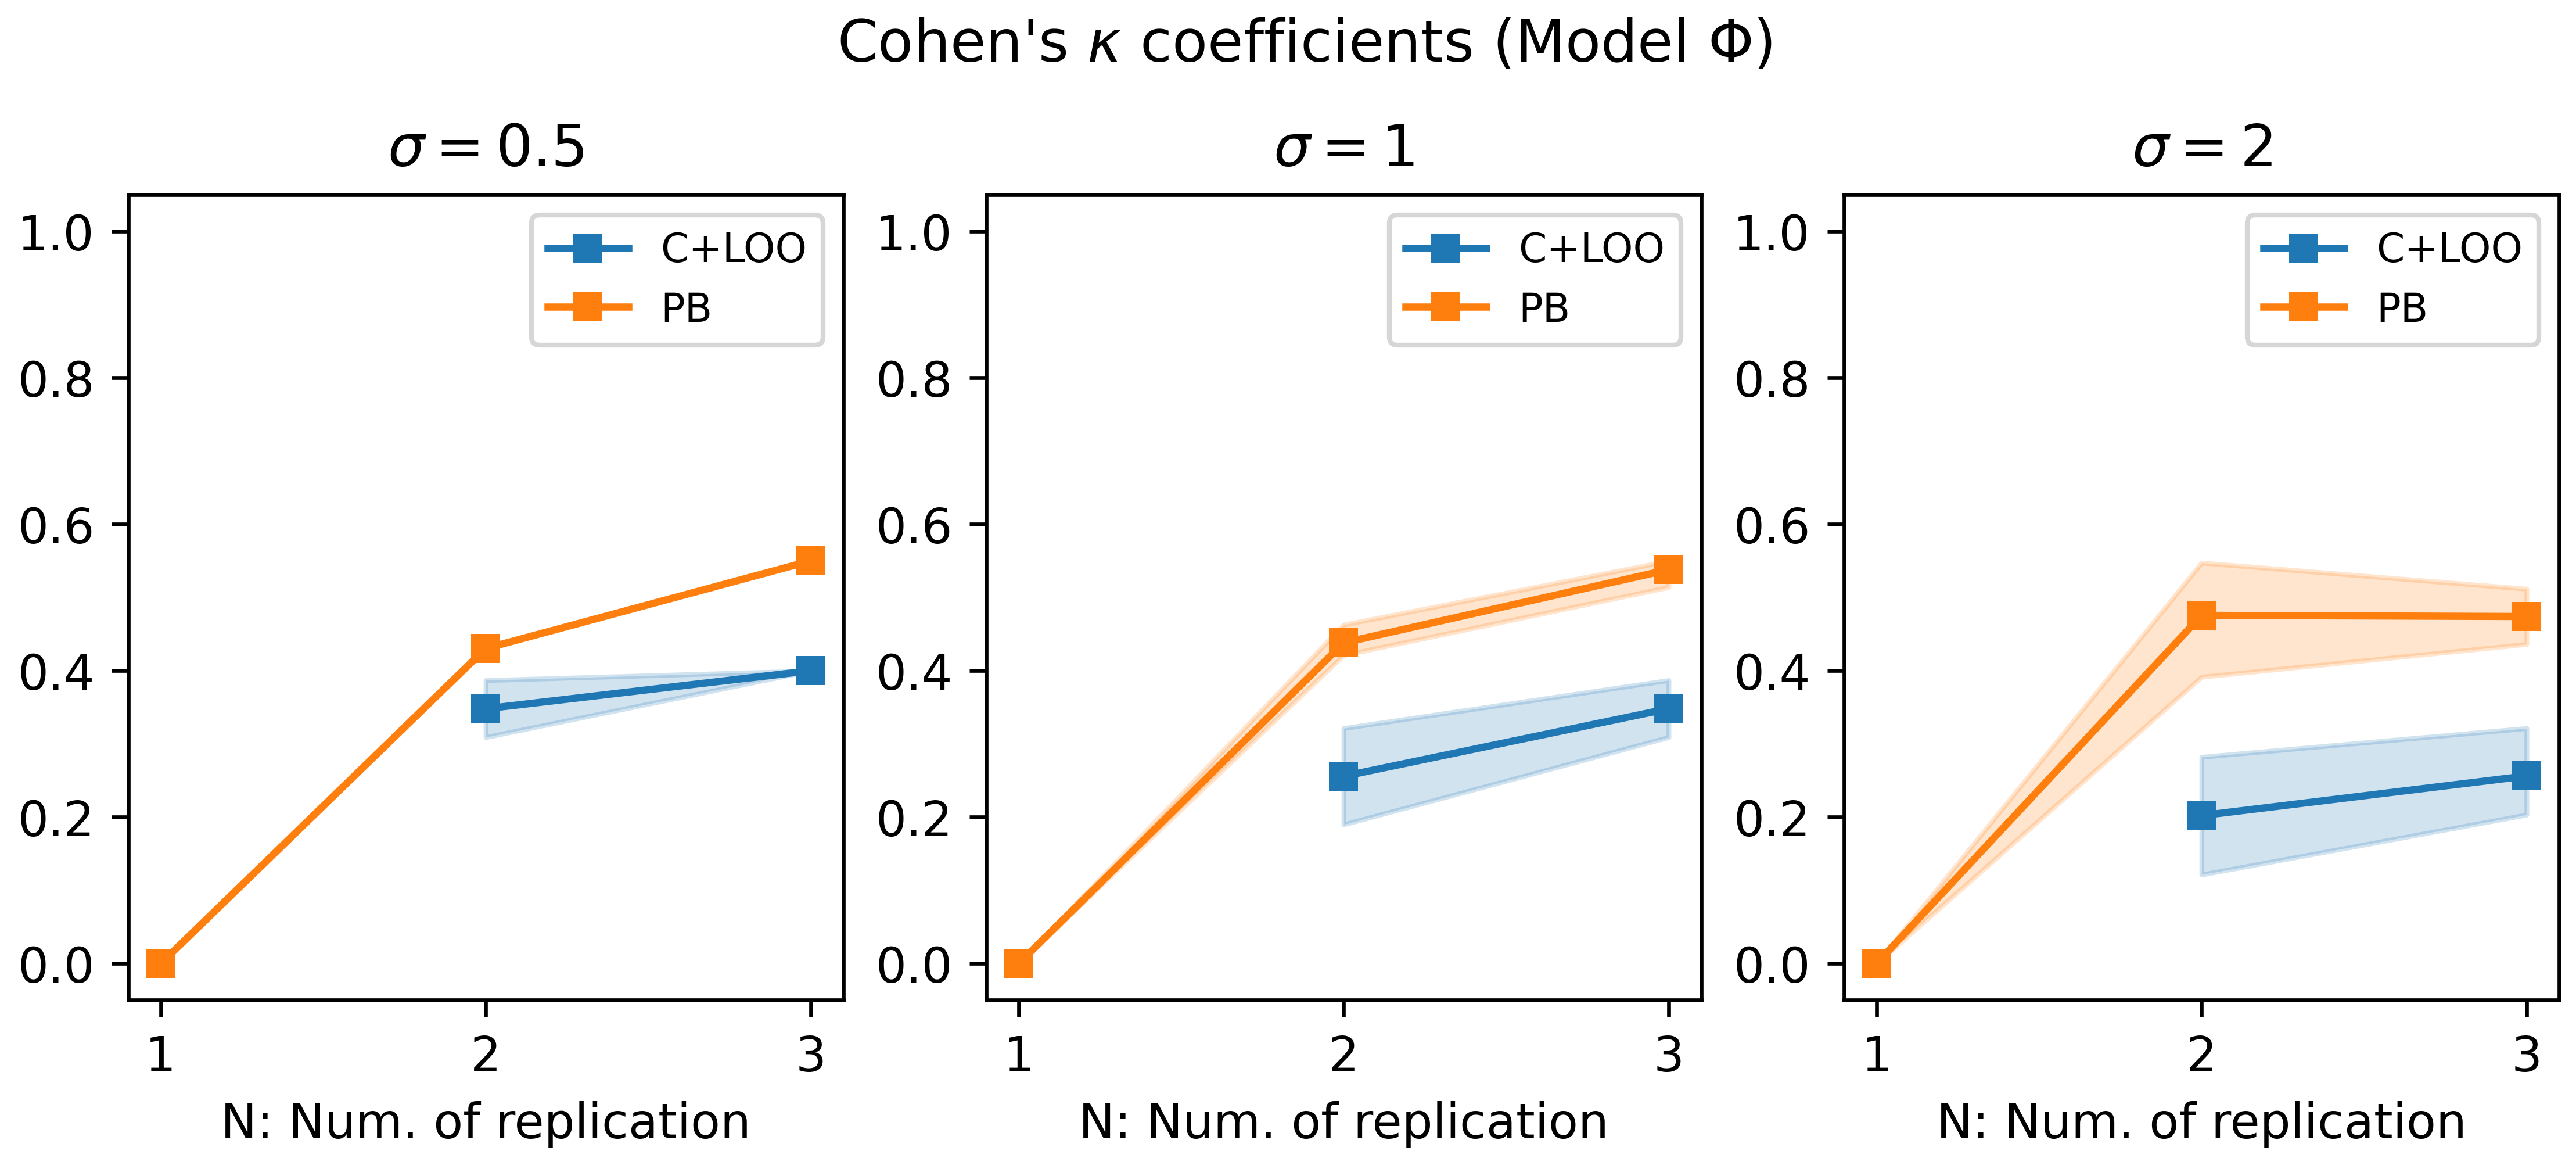 Cohen's κ coefficients (Model Φ)
σ = 0.5
1.0
0.8
0.6
0.4
0.2
0.0
C+LOO
PB
1 2 3
N: Num. of replication
σ = 1
1.0
0.8
0.6
0.4
0.2
0.0
C+LOO
PB
1 2 3
N: Num. of replication
σ = 2
1.0
0.8
0.6
0.4
0.2
0.0
C+LOO
PB
1 2 3
N: Num. of replication